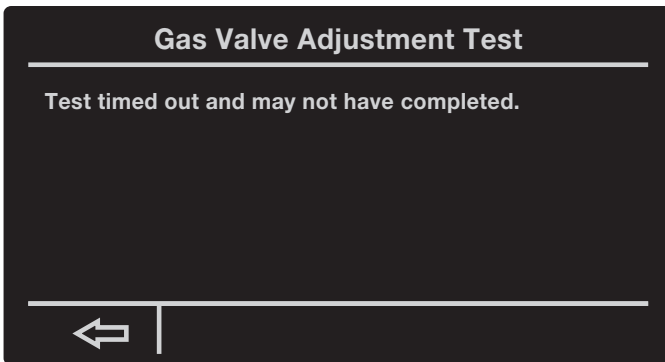 Gas Valve Adjustment Test
Test timed out and may not have completed.